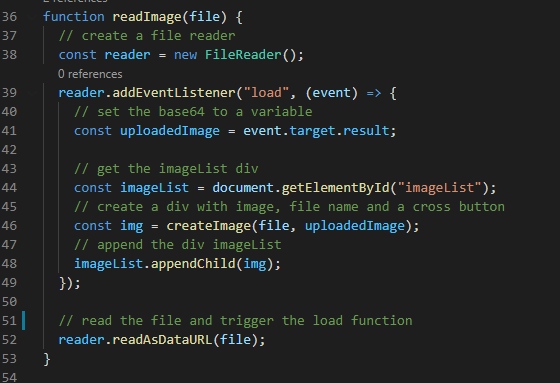 2 references
36 function readImage(file) {
37 // create a file reader
38 const reader = new FileReader();
0 references
39 reader.addEventListener("load", (event) => {
40 // set the base64 to a variable
41 const uploadedImage = event.target.result;
42
43 // get the imageList div
44 const imageList = document.getElementById("imageList");
45 // create a div with image, file name and a cross button
46 const img = createImage(file, uploadedImage);
47 // append the div imageList
48 imageList.appendChild(img);
49 });
50
51 // read the file and trigger the load function
52 reader.readAsDataURL(file);
53 }
54